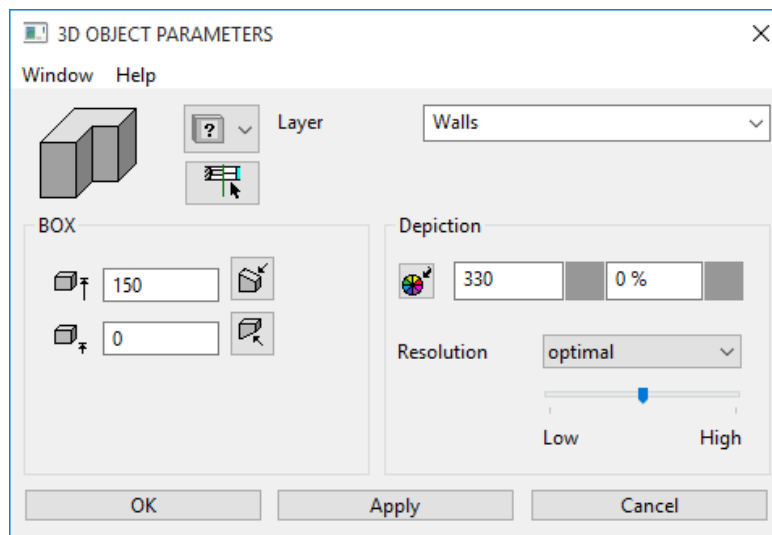 3D OBJECT PARAMETERS
Window Help
? Layer Walls
BOX Depiction
150 330 0 %
0
Resolution optimal
Low High
OK Apply Cancel